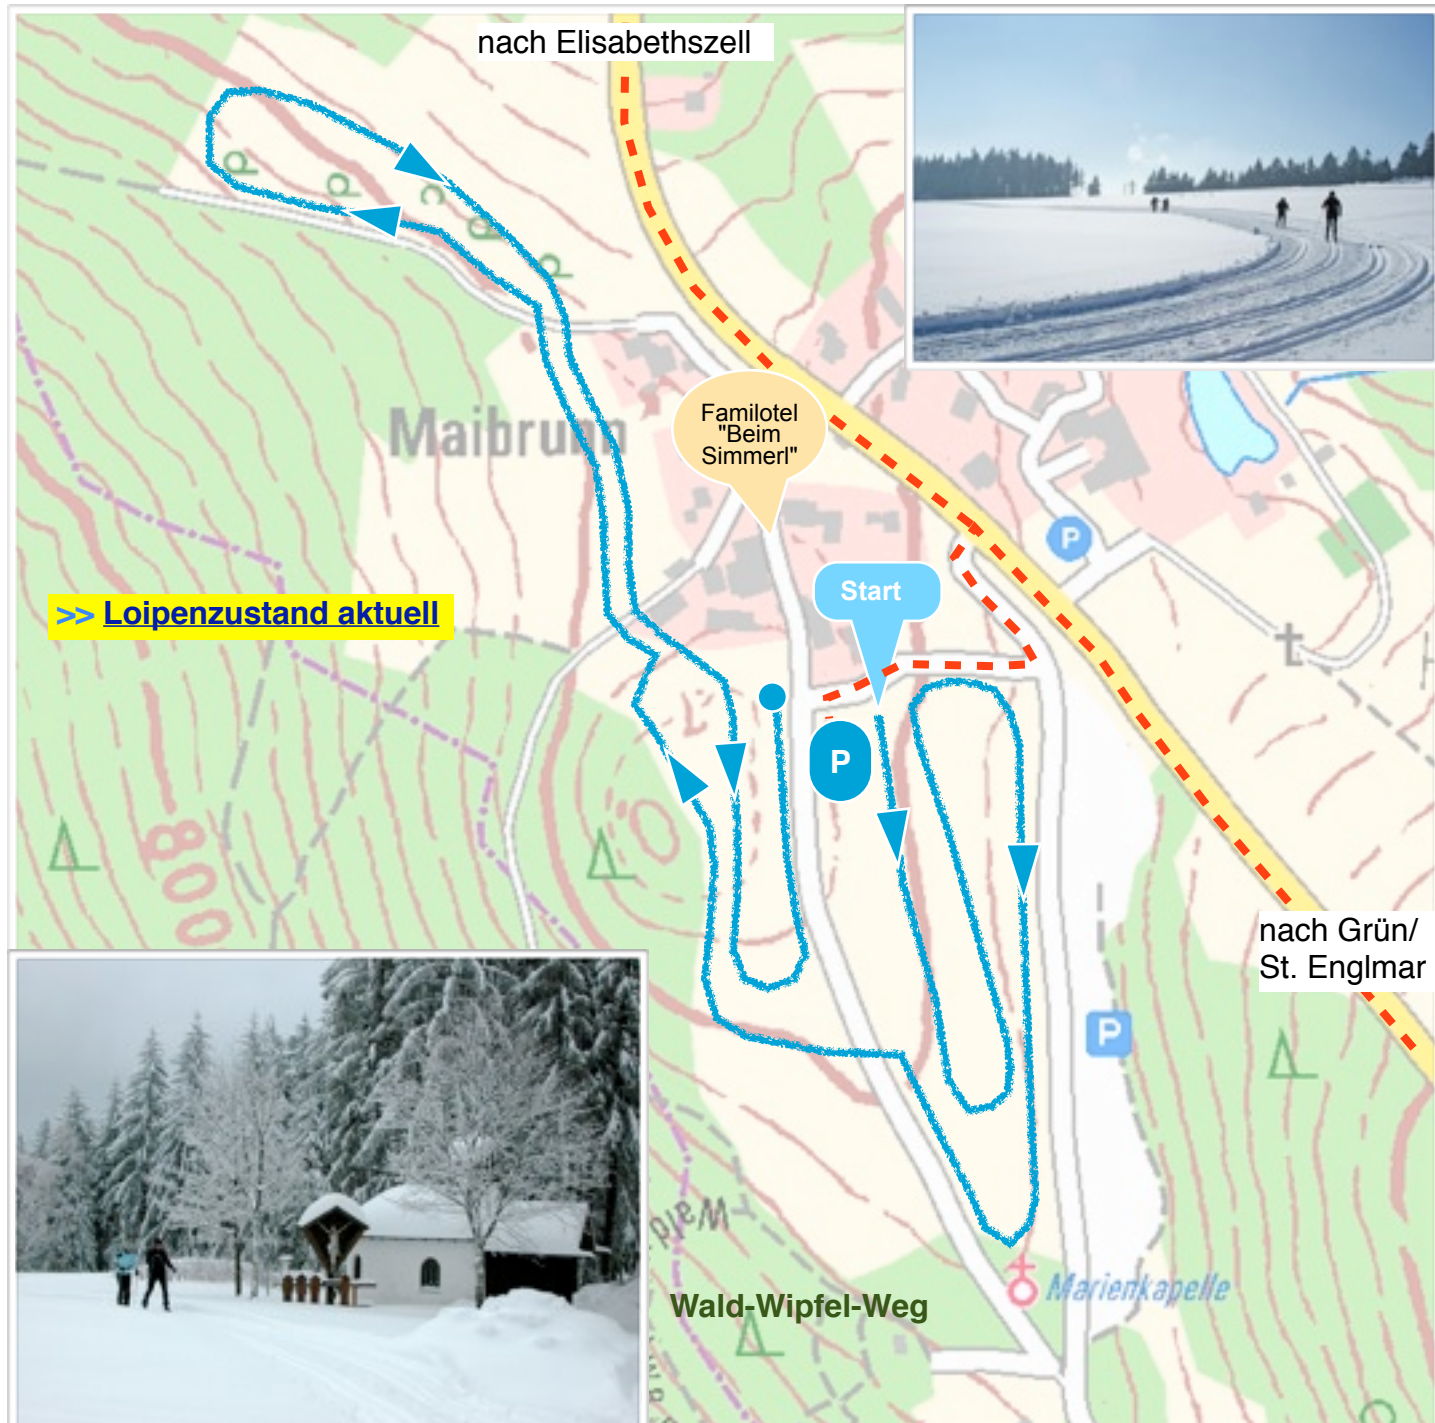 nach Elisabethszell
Maibrunn
Familotel
"Beim
Simmerl"
P
Start
>> Loipenzustand aktuell
P
800
nach Grün/
St. Englmar
P
Wald
Marienkapelle
Wald-Wipfel-Weg